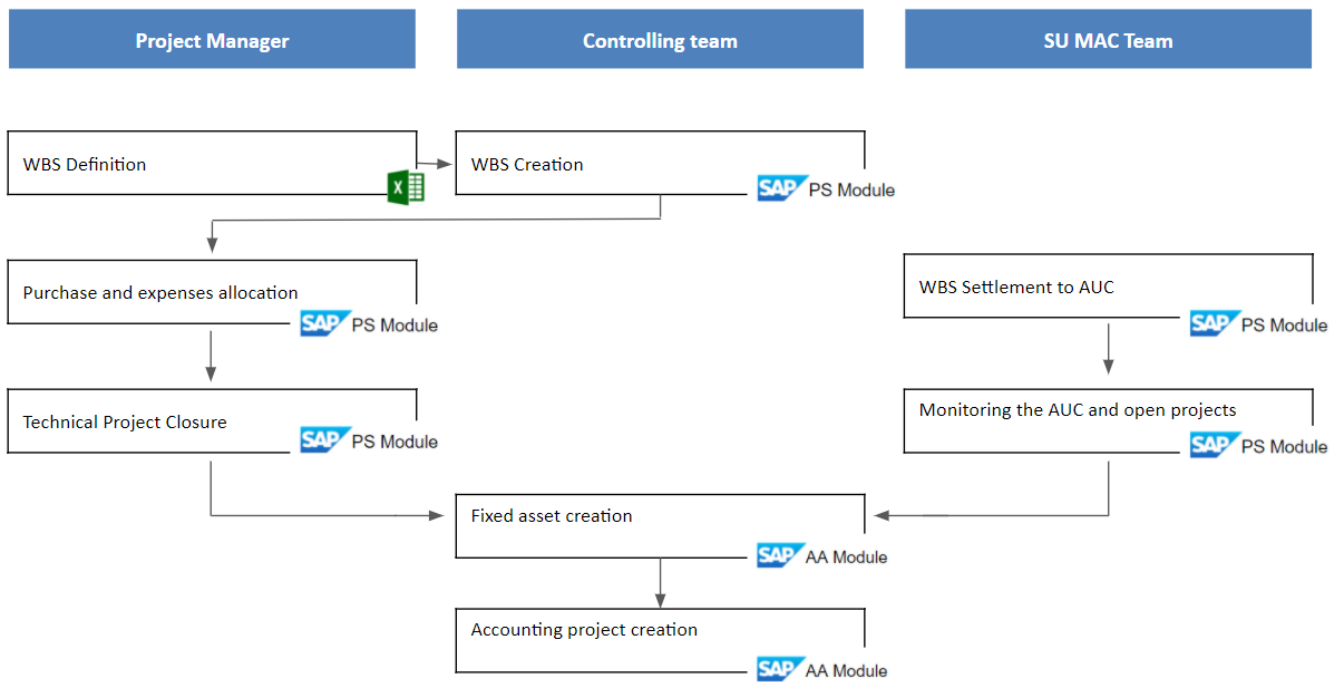 Project Manager
Controlling team
SU MAC Team
WBS Definition
X
WBS Creation
SAP PS Module
Purchase and expenses allocation
SAP PS Module
WBS Settlement to AUC
SAP PS Module
Technical Project Closure
SAP PS Module
Monitoring the AUC and open projects
SAP PS Module
Fixed asset creation
SAP AA Module
Accounting project creation
SAP AA Module